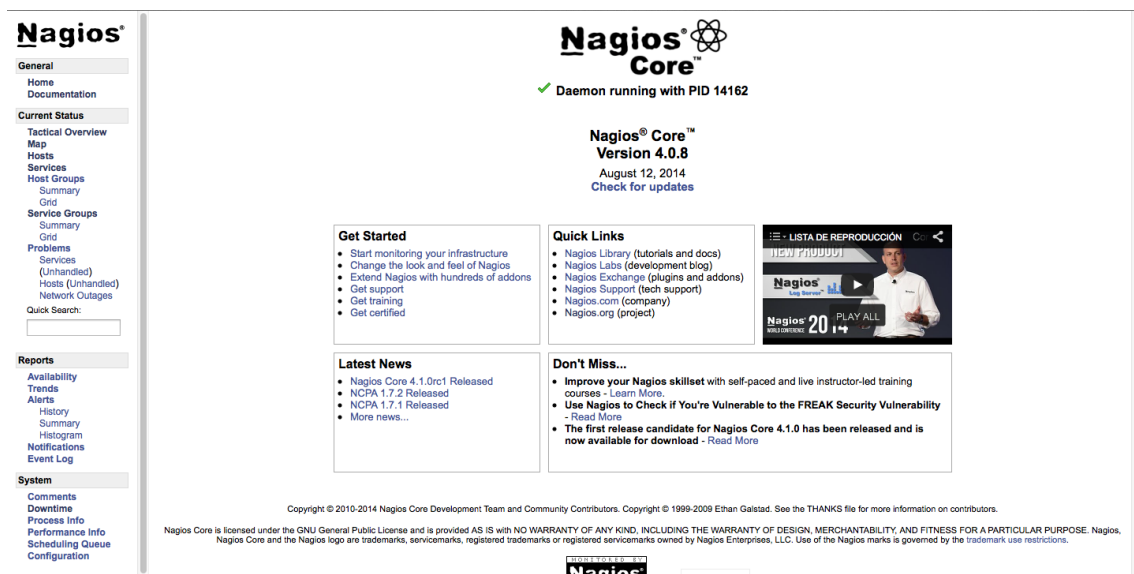 Nagios®
General
Home
Documentation
Current Status
Tactical Overview
Map
Hosts
Services
Host Groups
Summary
Grid
Service Groups
Summary
Grid
Problems
Services
(Unhandled)
Hosts (Unhandled)
Network Outages
Quick Search:
Reports
Availability
Trends
Alerts
History
Summary
Histogram
Notifications
Event Log
System
Comments
Downtime
Process Info
Performance Info
Scheduling Queue
Configuration
Nagios®
Core™
Daemon running with PID 14162
Nagios® Core™
Version 4.0.8
August 12, 2014
Check for updates
Get Started
Start monitoring your infrastructure
Change the look and feel of Nagios
Extend Nagios with hundreds of addons
Get support
Get training
Get certified
Quick Links
Nagios Library (tutorials and docs)
Nagios Labs (development blog)
Nagios Exchange (plugins and addons)
Nagios Support (tech support)
Nagios.com (company)
Nagios.org (project)
LISTA DE REPRODUCCIÓN
NEW PRODUCT
Nagios®
Log Server™
PLAY ALL
Nagios®
WORLD CONFERENCE
2014
Latest News
Nagios Core 4.1.0rc1 Released
NCPA 1.7.2 Released
NCPA 1.7.1 Released
More news...
Don't Miss...
Improve your Nagios skillset with self-paced and live instructor-led training
courses - Learn More.
Use Nagios to Check if You're Vulnerable to the FREAK Security Vulnerability
- Read More
The first release candidate for Nagios Core 4.1.0 has been released and is
now available for download - Read More
Copyright © 2010-2014 Nagios Core Development Team and Community Contributors. Copyright © 1999-2009 Ethan Galstad. See the THANKS file for more information on contributors.
Nagios Core is licensed under the GNU General Public License and is provided AS IS with NO WARRANTY OF ANY KIND, INCLUDING THE WARRANTY OF DESIGN, MERCHANTABILITY, AND FITNESS FOR A PARTICULAR PURPOSE. Nagios,
Nagios Core and the Nagios logo are trademarks, servicemarks, registered trademarks or registered servicemarks owned by Nagios Enterprises, LLC. Use of the Nagios marks is governed by the trademark use restrictions.
MONITORED BY
Nagios®